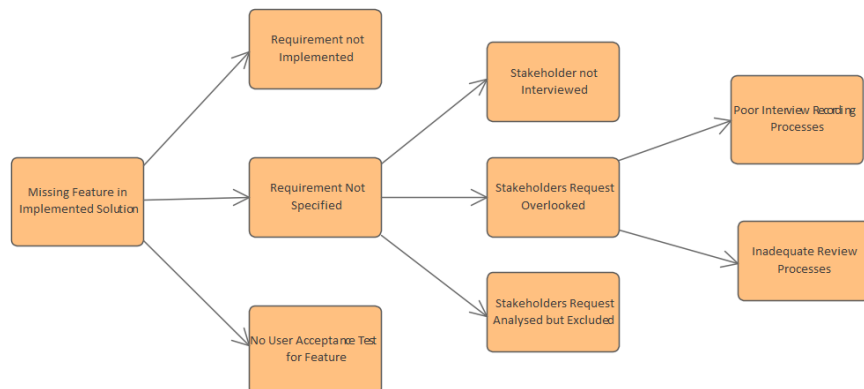 Requirement not
Implemented
Stakeholder not
Interviewed
Poor Interview Recording
Processes
Missing Feature in
Implemented Solution
Requirement Not
Specified
Stakeholders Request
Overlooked
Inadequate Review
Processes
Stakeholders Request
Analysed but Excluded
No User Acceptance Test
for Feature